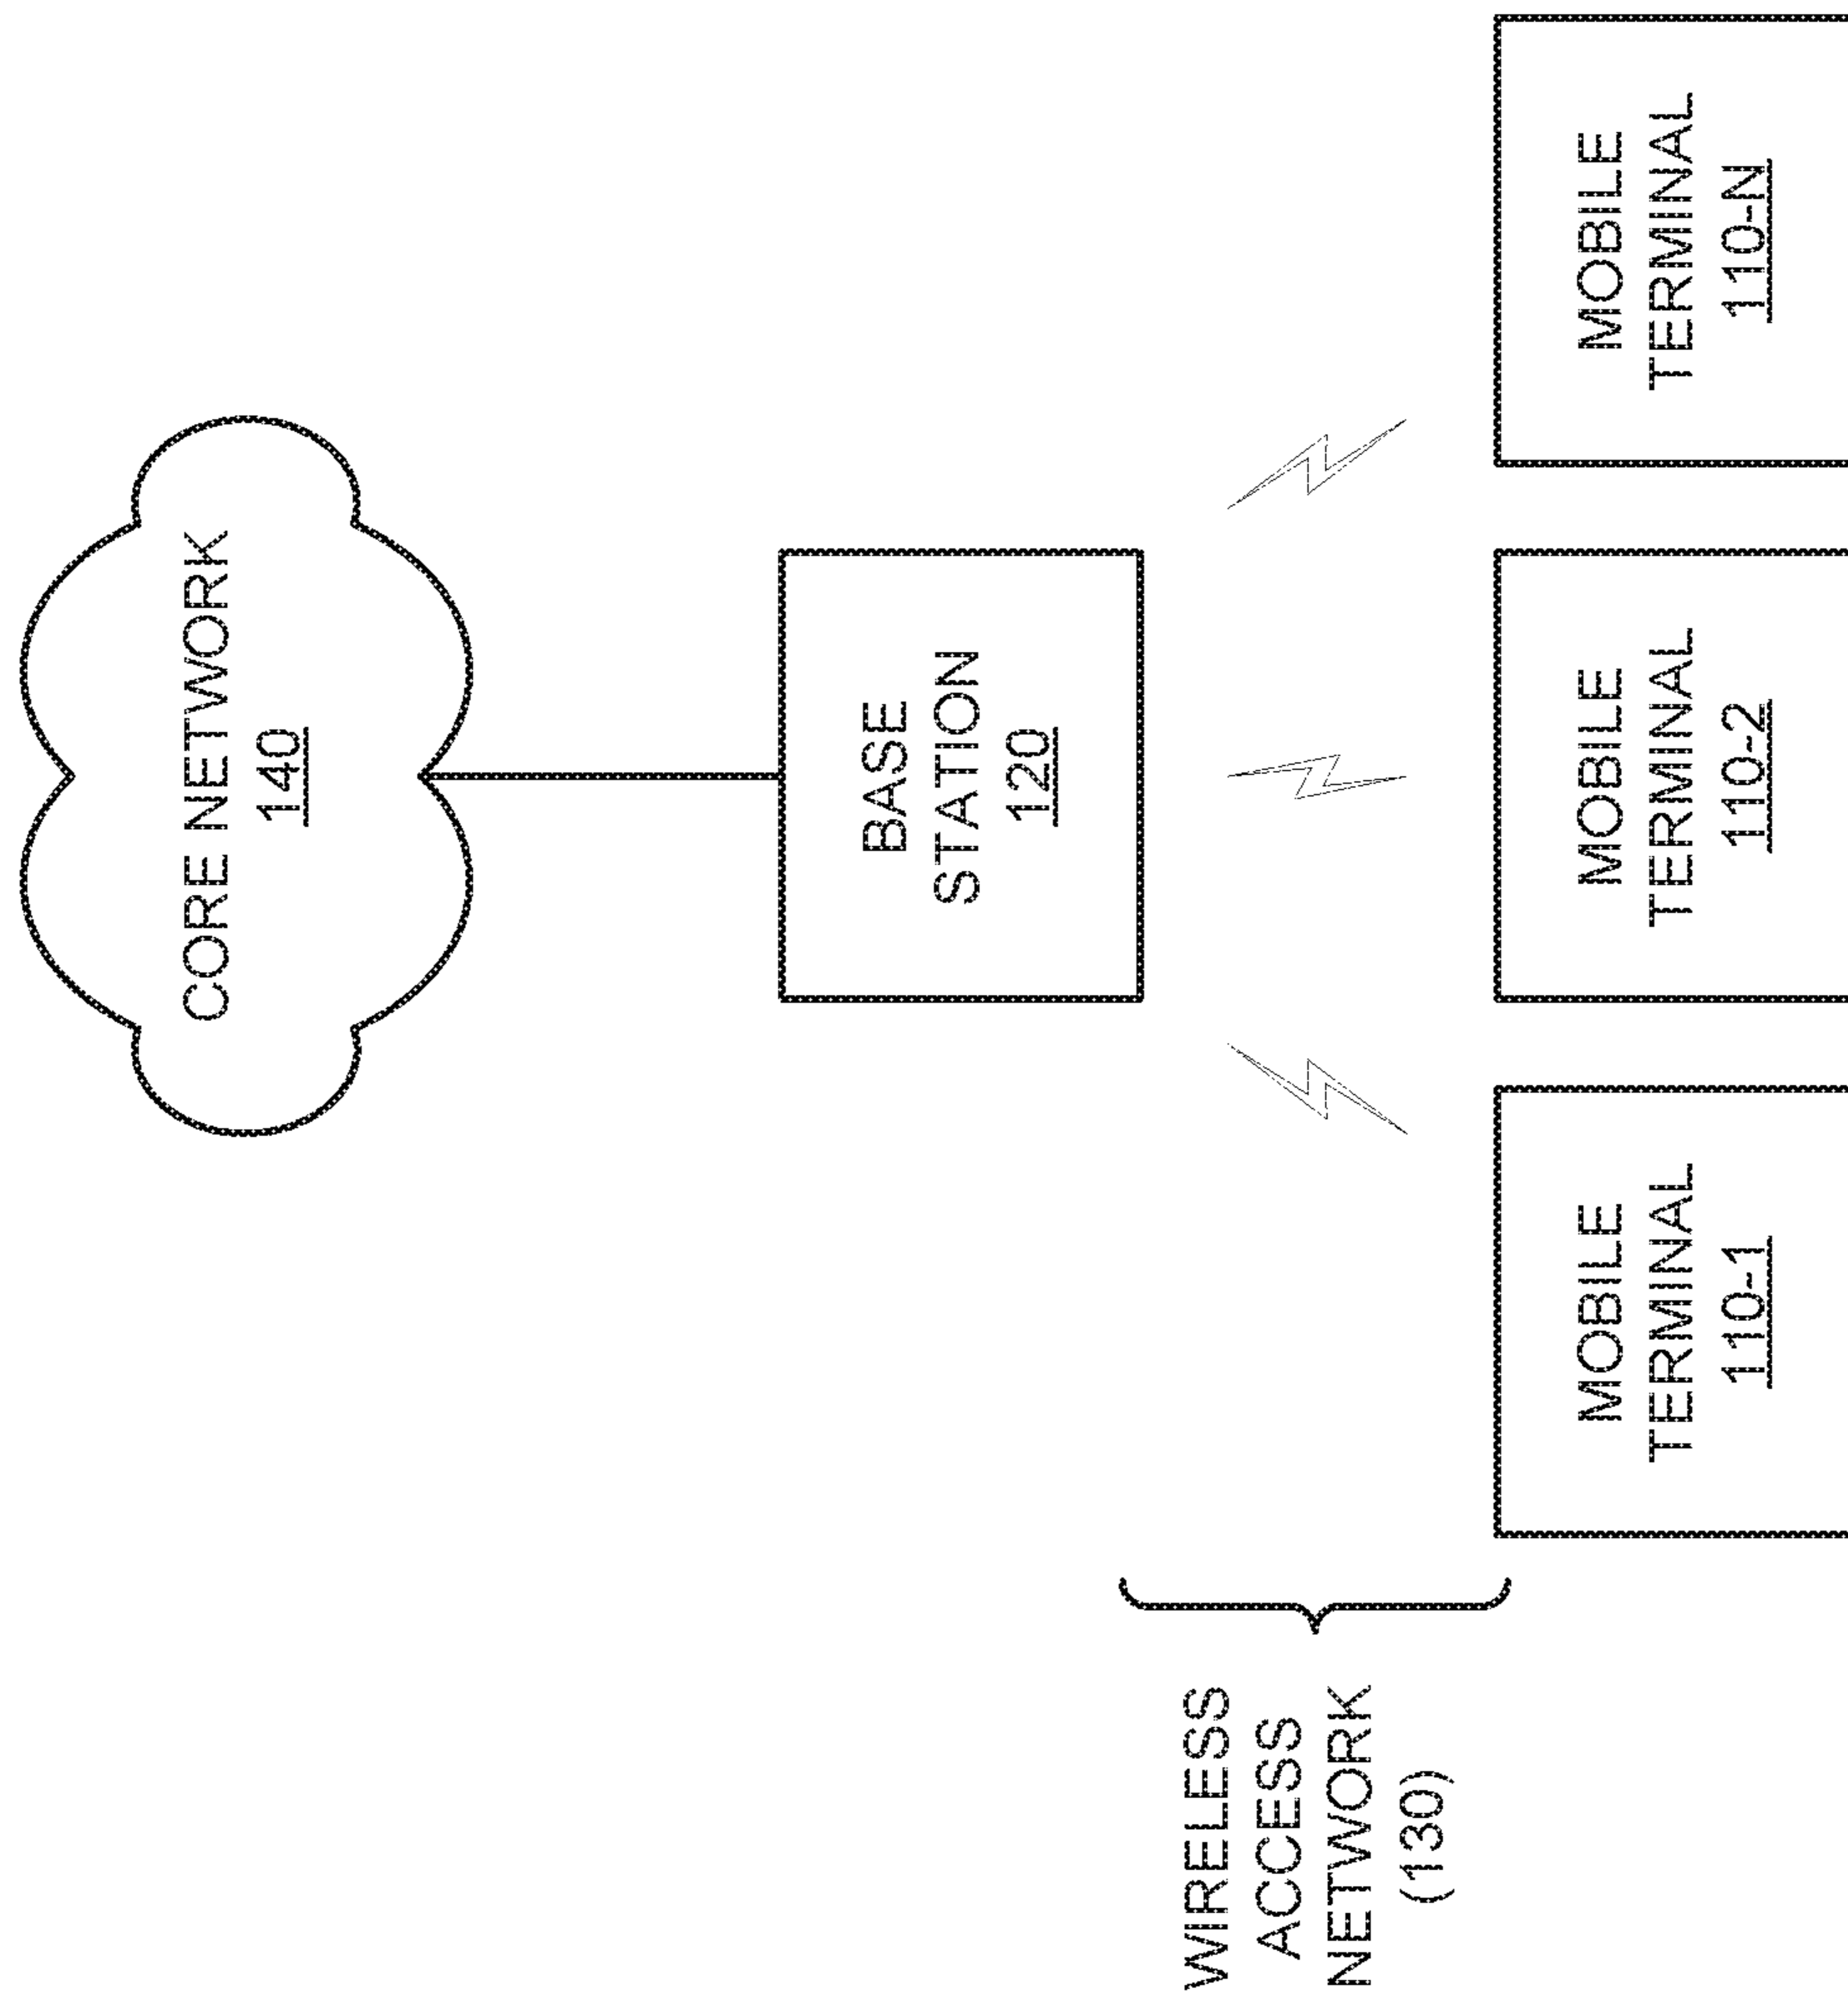 CORE NETWORK
140
BASE
STATION
120
WIRELESS
ACCESS
NETWORK
(130)
MOBILE
TERMINAL
110-1
MOBILE
TERMINAL
110-2
MOBILE
TERMINAL
110-N